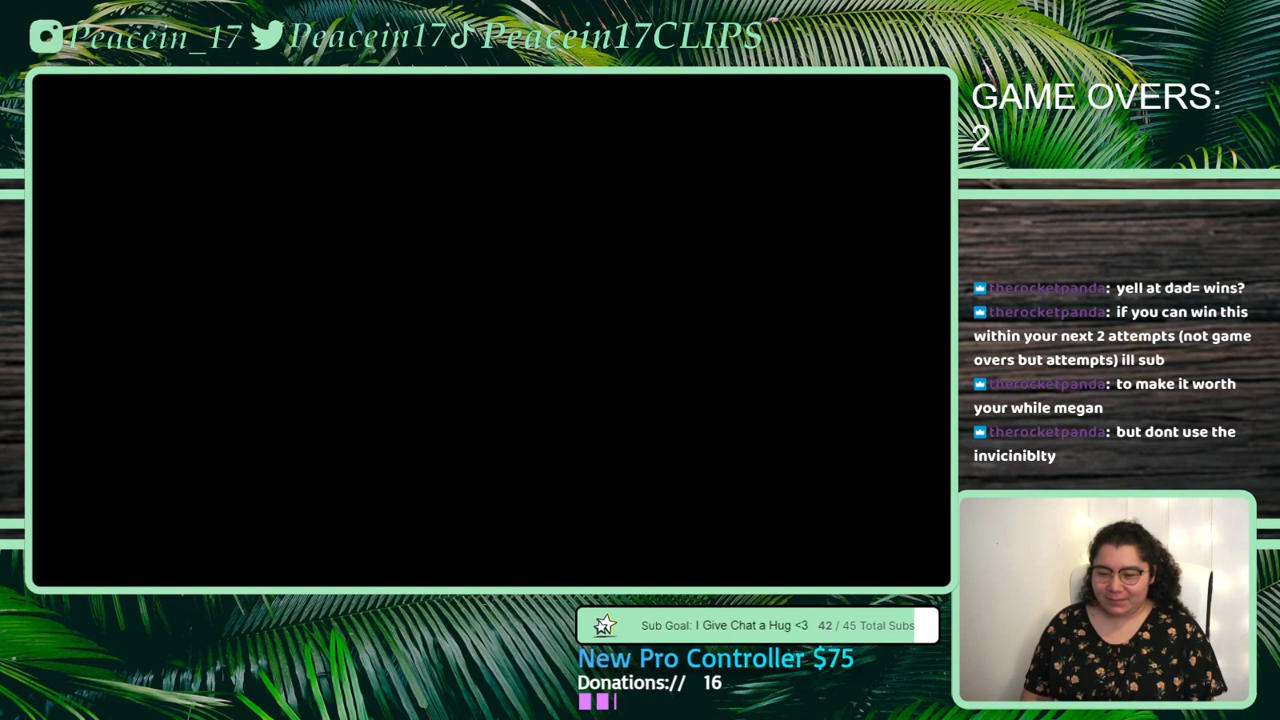 Peacein_17 Peacein17 Peacein17CLIPS
GAME OVERS:
2
therocketpanda: yell at dad= wins?
therocketpanda: if you can win this
within your next 2 attempts (not game
overs but attempts) ill sub
therocketpanda: to make it worth
your while megan
therocketpanda: but dont use the
inviciniblty
Sub Goal: I Give Chat a Hug <3 42 / 45 Total Subs
New Pro Controller $75
Donations:// 16